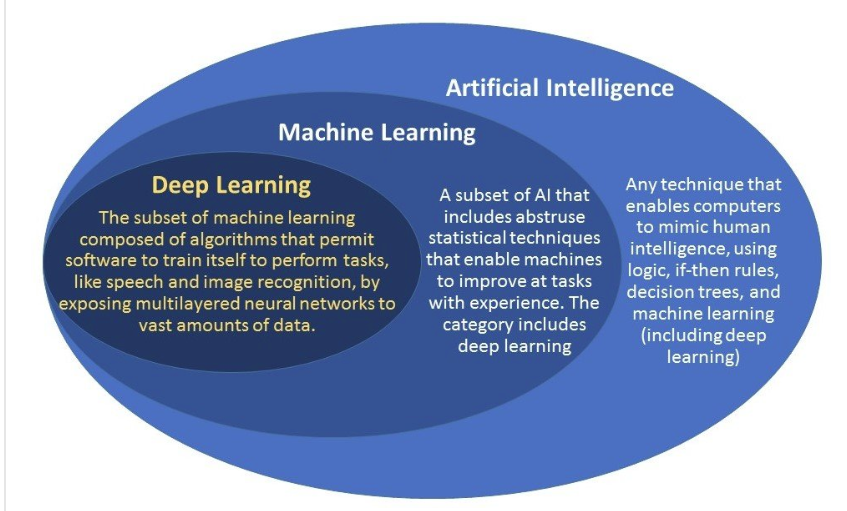 Artificial Intelligence
Machine Learning
Deep Learning
The subset of machine learning
composed of algorithms that permit
software to train itself to perform tasks,
like speech and image recognition, by
exposing multilayered neural networks to
vast amounts of data.
A subset of AI that
includes abstruse
statistical techniques
that enable machines
to improve at tasks
with experience. The
category includes
deep learning
Any technique that
enables computers
to mimic human
intelligence, using
logic, if-then rules,
decision trees, and
machine learning
(including deep
learning)